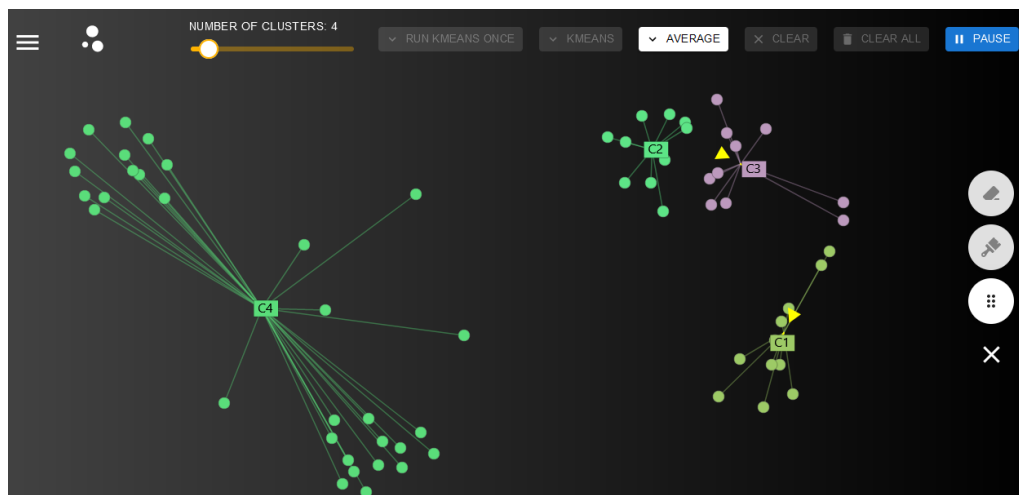 NUMBER OF CLUSTERS: 4
RUN KMEANS ONCE
KMEANS
AVERAGE
CLEAR
CLEAR ALL
PAUSE
C2
C3
C4
C1